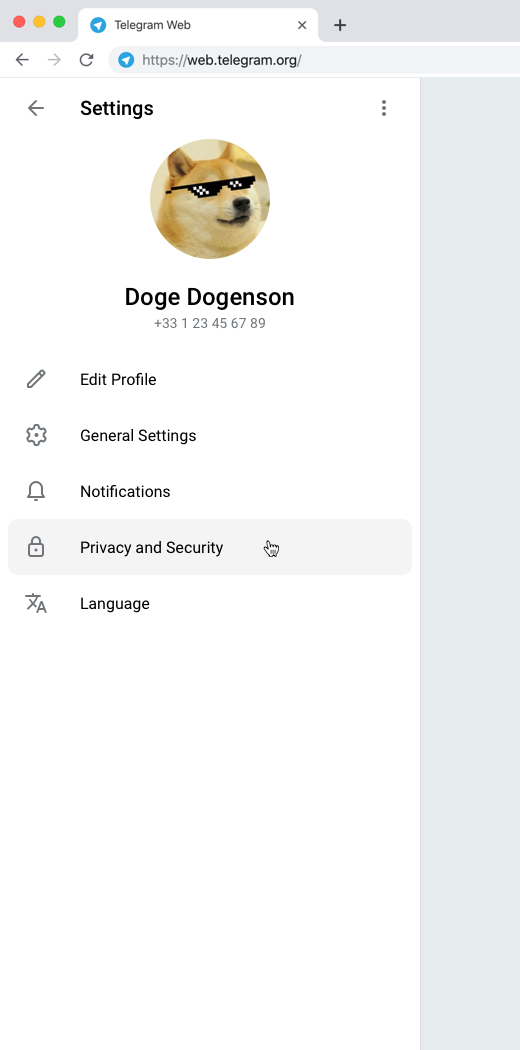 Telegram Web
https://web.telegram.org/
Settings
Doge Dogenson
+33 1 23 45 67 89
Edit Profile
General Settings
Notifications
Privacy and Security
Language